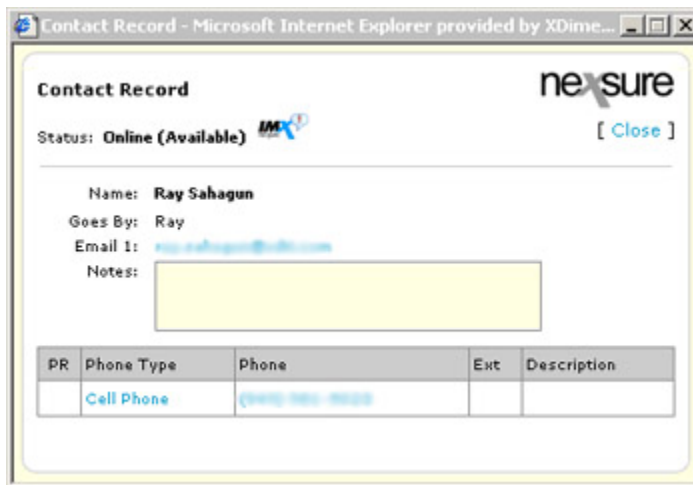 Contact Record - Microsoft Internet Explorer provided by XDime...
Contact Record
nexsure
Status: Online (Available) IMX
[ Close ]
Name: Ray Sahagun
Goes By: Ray
Email 1:
Notes:
PR Phone Type Phone Ext Description
Cell Phone